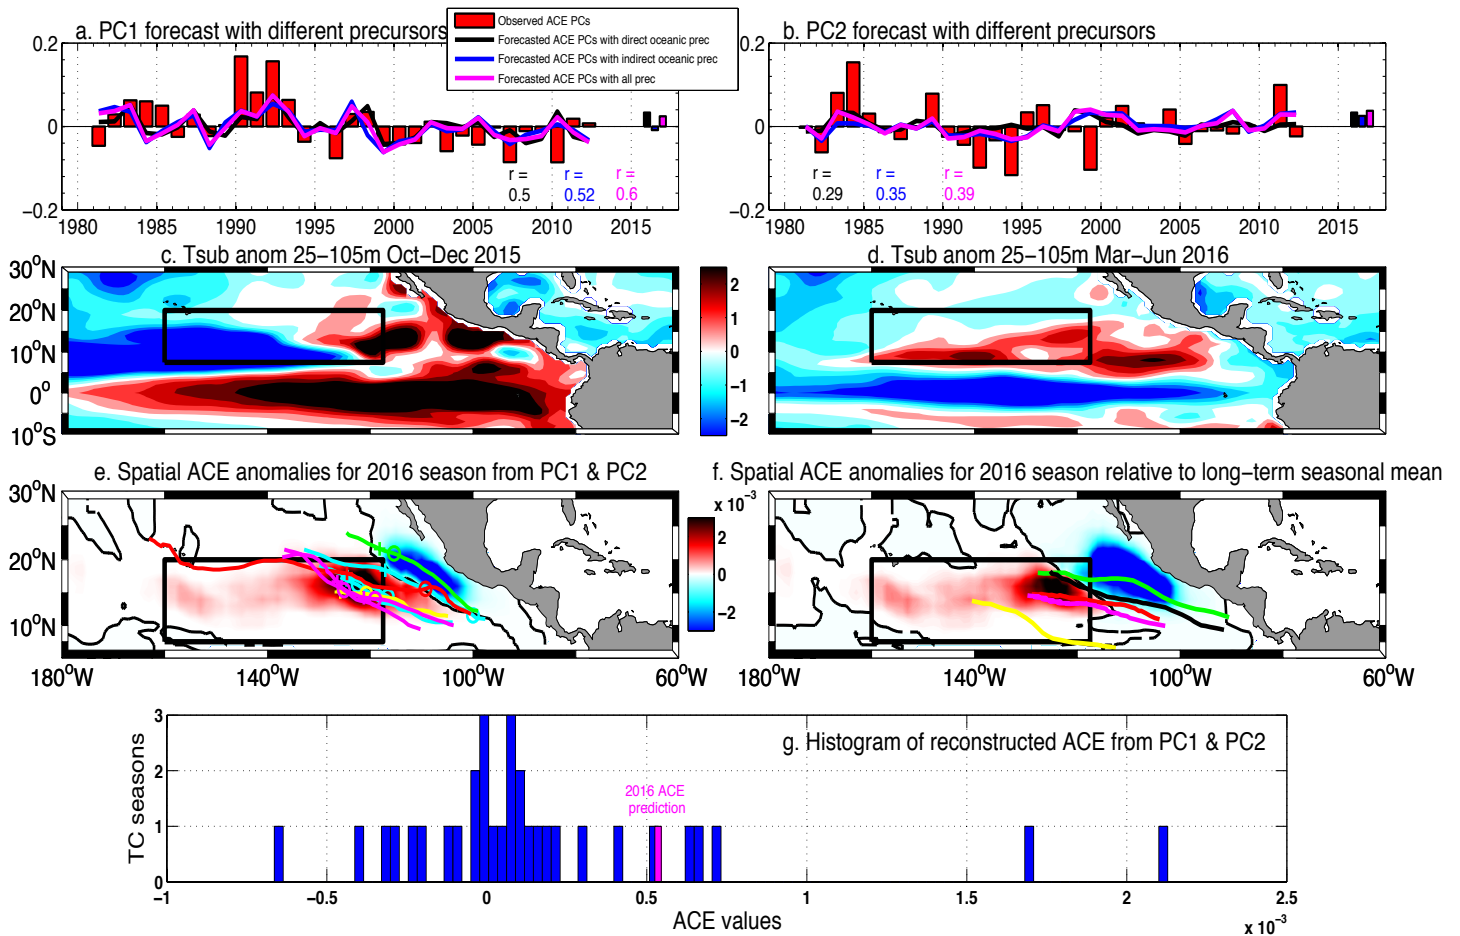 a. PC1 forecast with different precursors
Observed ACE PCs
Forecasted ACE PCs with direct oceanic prec
Forecasted ACE PCs with indirect oceanic prec
Forecasted ACE PCs with all prec
b. PC2 forecast with different precursors
0.2
0
−0.2
r =
0.5
r =
0.52
r =
0.6
1980 1985 1990 1995 2000 2005 2010 2015
0.2
0
−0.2
r =
0.29
r =
0.35
r =
0.39
1980 1985 1990 1995 2000 2005 2010 2015
c. Tsub anom 25−105m Oct−Dec 2015
30°N
20°N
10°N
0°
10°S
2
1
0
−1
−2
d. Tsub anom 25−105m Mar−Jun 2016
e. Spatial ACE anomalies for 2016 season from PC1 & PC2
30°N
20°N
10°N
180°W 140°W 100°W 60°W
x 10⁻³
2
0
−2
f. Spatial ACE anomalies for 2016 season relative to long−term seasonal mean
180°W 140°W 100°W 60°W
g. Histogram of reconstructed ACE from PC1 & PC2
TC seasons
3
2
1
0
2016 ACE
prediction
−1 −0.5 0 0.5 1 1.5 2 2.5
ACE values
x 10⁻³